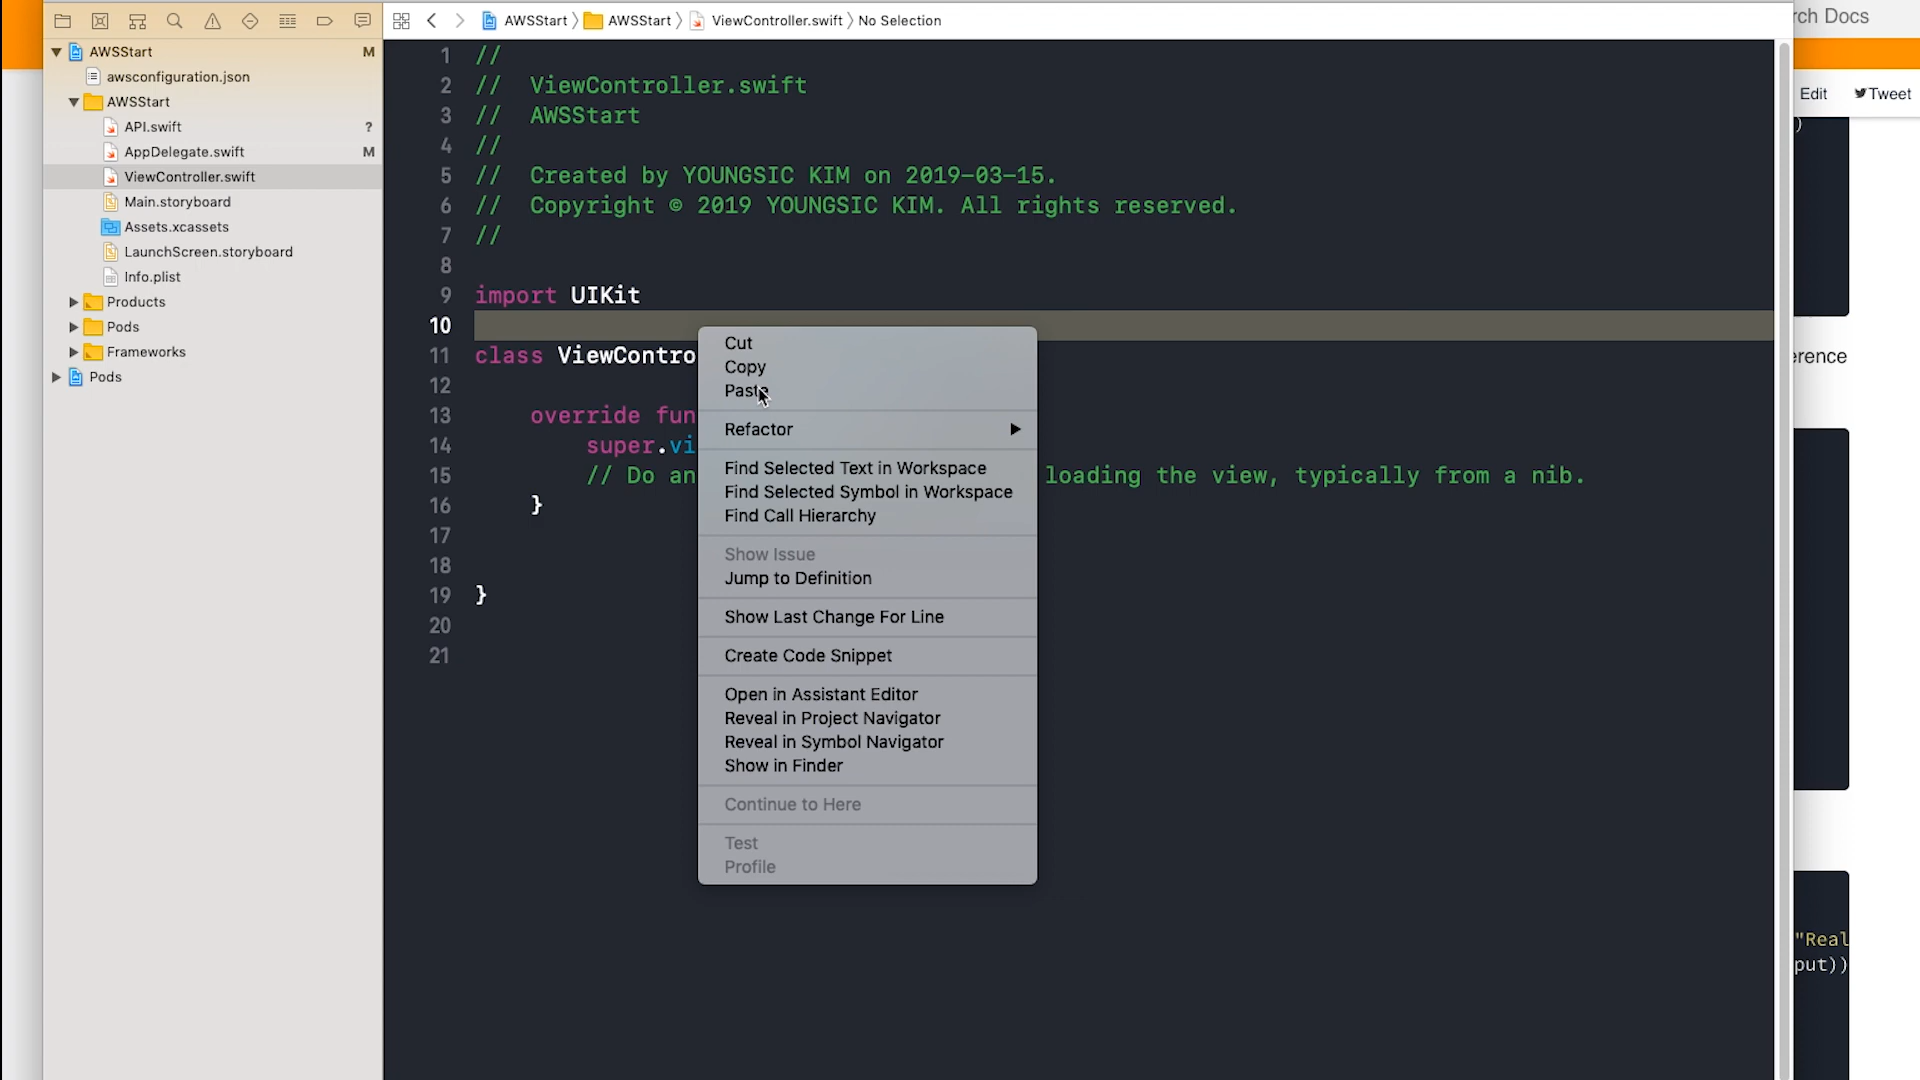 AWSStart
AWSStart
ViewController.swift
No Selection
rch Docs
AWSStart M
awsconfiguration.json
AWSStart
API.swift ?
AppDelegate.swift M
ViewController.swift
Main.storyboard
Assets.xcassets
LaunchScreen.storyboard
Info.plist
Products
Pods
Frameworks
Pods
1 //
2 // ViewController.swift
3 // AWSStart
4 //
5 // Created by YOUNGSIC KIM on 2019-03-15.
6 // Copyright © 2019 YOUNGSIC KIM. All rights reserved.
7 //
8
9 import UIKit
10
11 class ViewContro
12
13 override fun
14 super.vi
15 // Do an loading the view, typically from a nib.
16 }
17
18
19 }
20
21
Cut
Copy
Paste
Refactor
Find Selected Text in Workspace
Find Selected Symbol in Workspace
Find Call Hierarchy
Show Issue
Jump to Definition
Show Last Change For Line
Create Code Snippet
Open in Assistant Editor
Reveal in Project Navigator
Reveal in Symbol Navigator
Show in Finder
Continue to Here
Test
Profile
Edit
Tweet
)
erence
"Real
put))